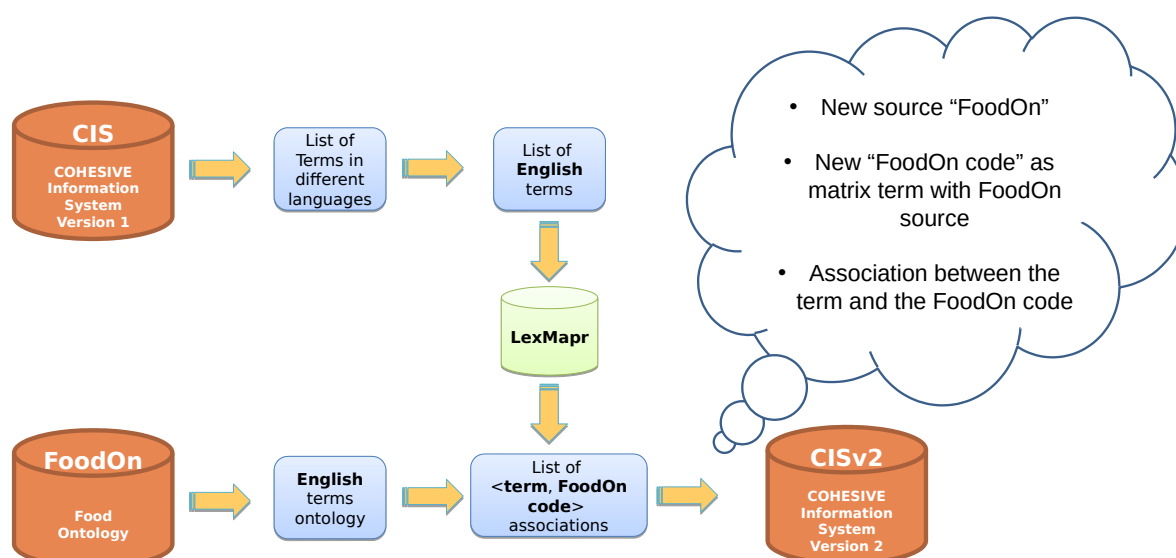 CIS
COHESIVE
Information
System
Version 1
List of
Terms in
different
languages
List of
English
terms
• New source “FoodOn”
• New “FoodOn code” as
matrix term with FoodOn
source
• Association between the
term and the FoodOn code
LexMapr
FoodOn
Food
Ontology
English
terms
ontology
List of
<term, FoodOn
code>
associations
CISv2
COHESIVE
Information
System
Version 2